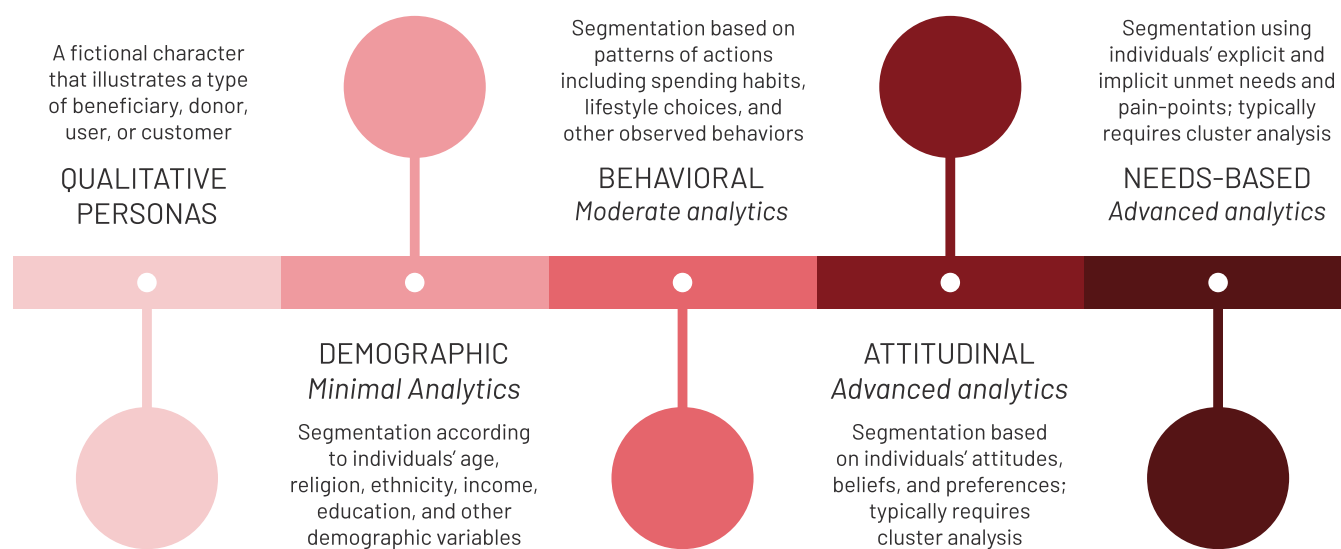 A fictional character
that illustrates a type
of beneficiary, donor,
user, or customer
QUALITATIVE
PERSONAS
DEMOGRAPHIC
Minimal Analytics
Segmentation according
to individuals’ age,
religion, ethnicity, income,
education, and other
demographic variables
Segmentation based on
patterns of actions
including spending habits,
lifestyle choices, and
other observed behaviors
BEHAVIORAL
Moderate analytics
ATTITUDINAL
Advanced analytics
Segmentation based
on individuals’ attitudes,
beliefs, and preferences;
typically requires
cluster analysis
Segmentation using
individuals’ explicit and
implicit unmet needs and
pain-points; typically
requires cluster analysis
NEEDS-BASED
Advanced analytics